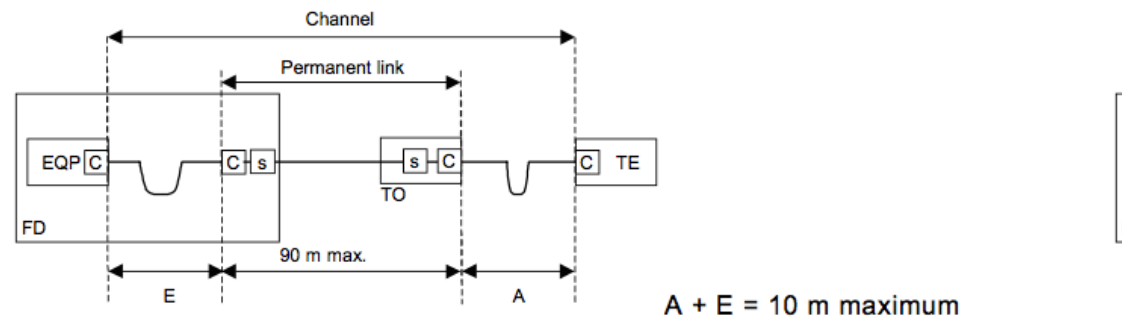 Channel
Permanent link
EQP C C s s C C TE
TO
FD
90 m max.
E A
A + E = 10 m maximum